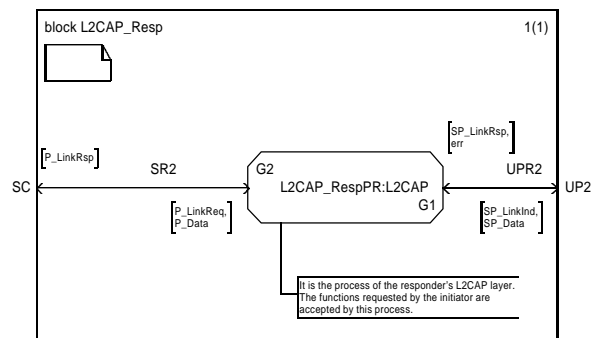 block L2CAP_Resp 1(1)
SP_LinkRsp,
err
P_LinkRsp
SR2 G2 UPR2
SC L2CAP_RespPR:L2CAP UP2
G1
P_LinkReq,
P_Data
SP_LinkInd,
SP_Data
It is the process of the responder's L2CAP layer.
The functions requested by the initiator are
accepted by this process.